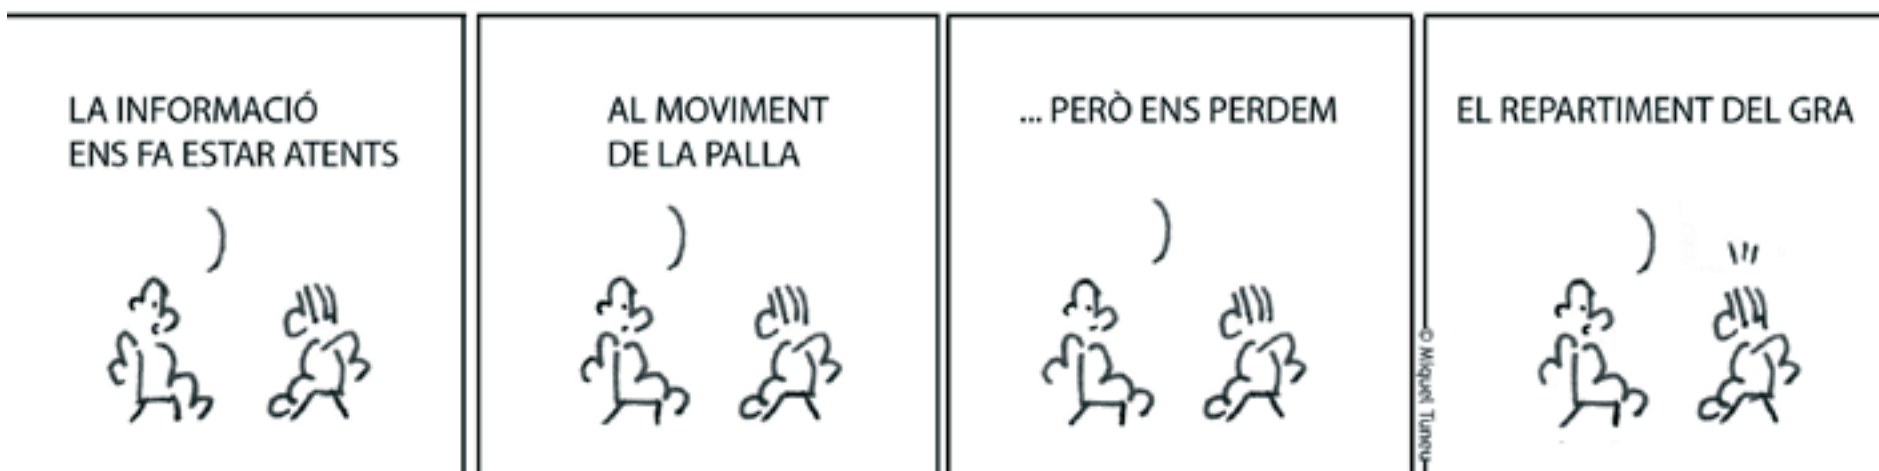 LA INFORMACIÓ
ENS FA ESTAR ATENTS
AL MOVIMENT
DE LA PALLA
... PERÒ ENS PERDEM
EL REPARTIMENT DEL GRA
© Miquel Tuneu